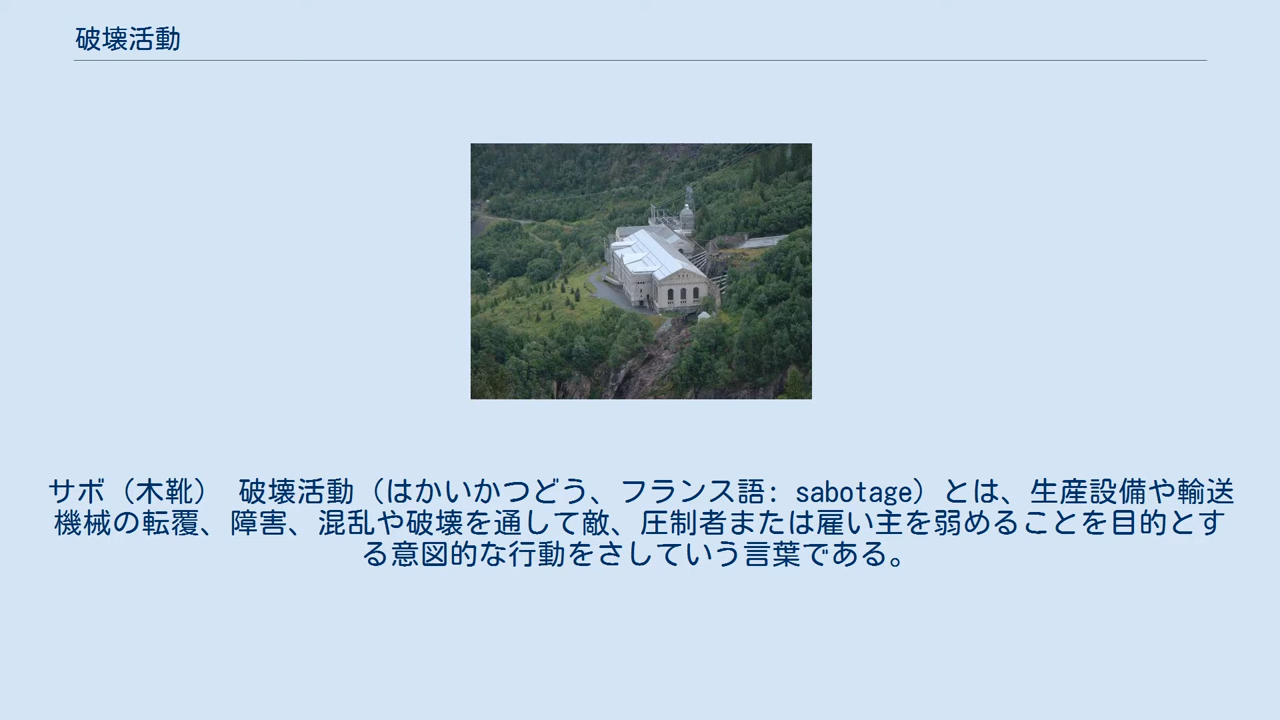 破壊活動
サボ（木靴） 破壊活動（はかいかつどう、フランス語: sabotage）とは、生産設備や輸送
機械の転覆、障害、混乱や破壊を通して敵、圧制者または雇い主を弱めることを目的とす
る意図的な行動をさしていう言葉である。